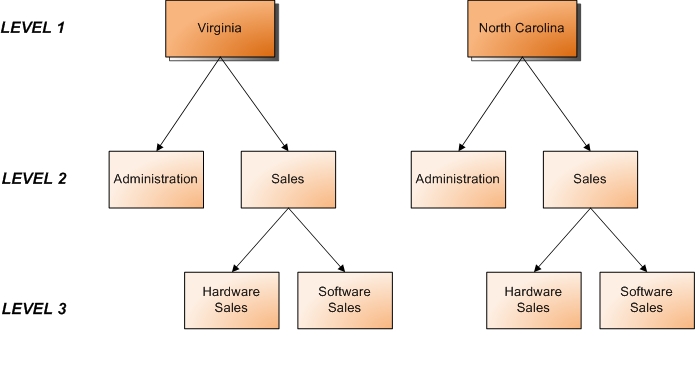 LEVEL 1
Virginia
North Carolina
LEVEL 2
Administration
Sales
Administration
Sales
LEVEL 3
Hardware
Sales
Software
Sales
Hardware
Sales
Software
Sales